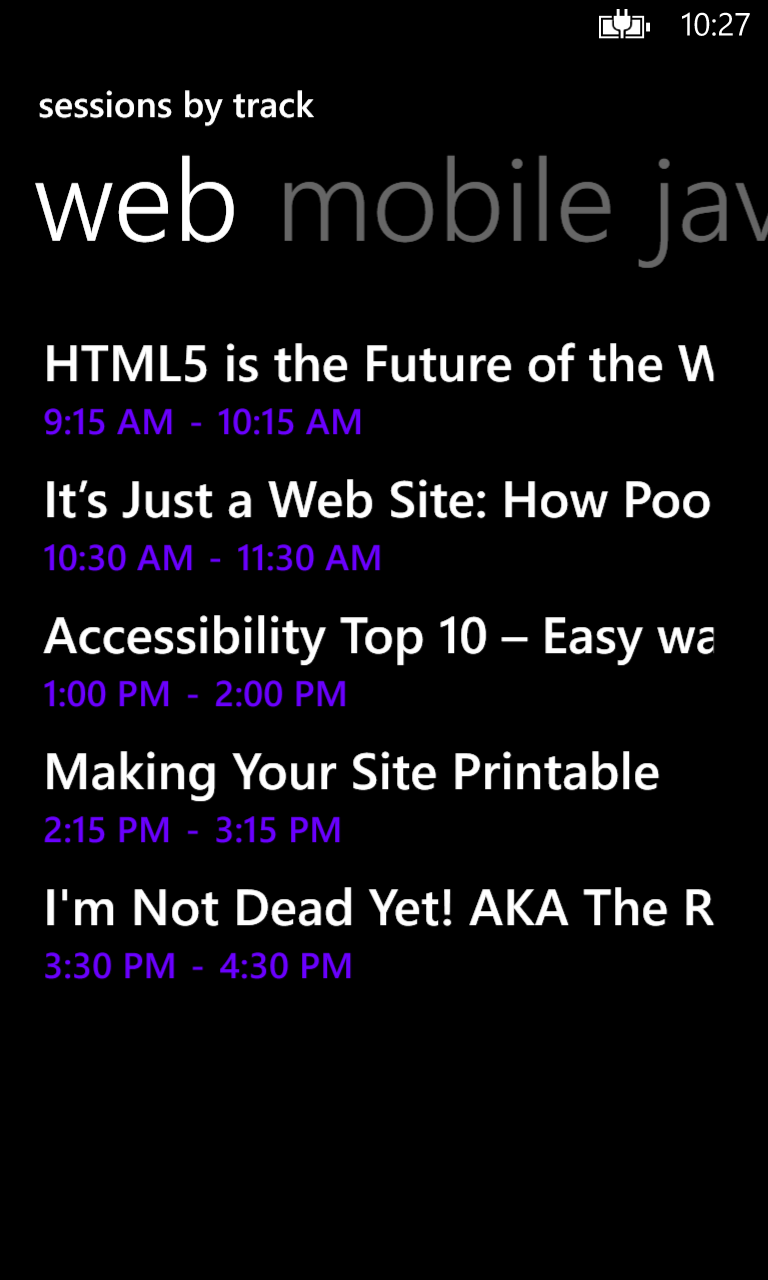 10:27
sessions by track
web mobile jav
HTML5 is the Future of the W
9:15 AM - 10:15 AM
It’s Just a Web Site: How Poo
10:30 AM - 11:30 AM
Accessibility Top 10 – Easy wa
1:00 PM - 2:00 PM
Making Your Site Printable
2:15 PM - 3:15 PM
I'm Not Dead Yet! AKA The R
3:30 PM - 4:30 PM